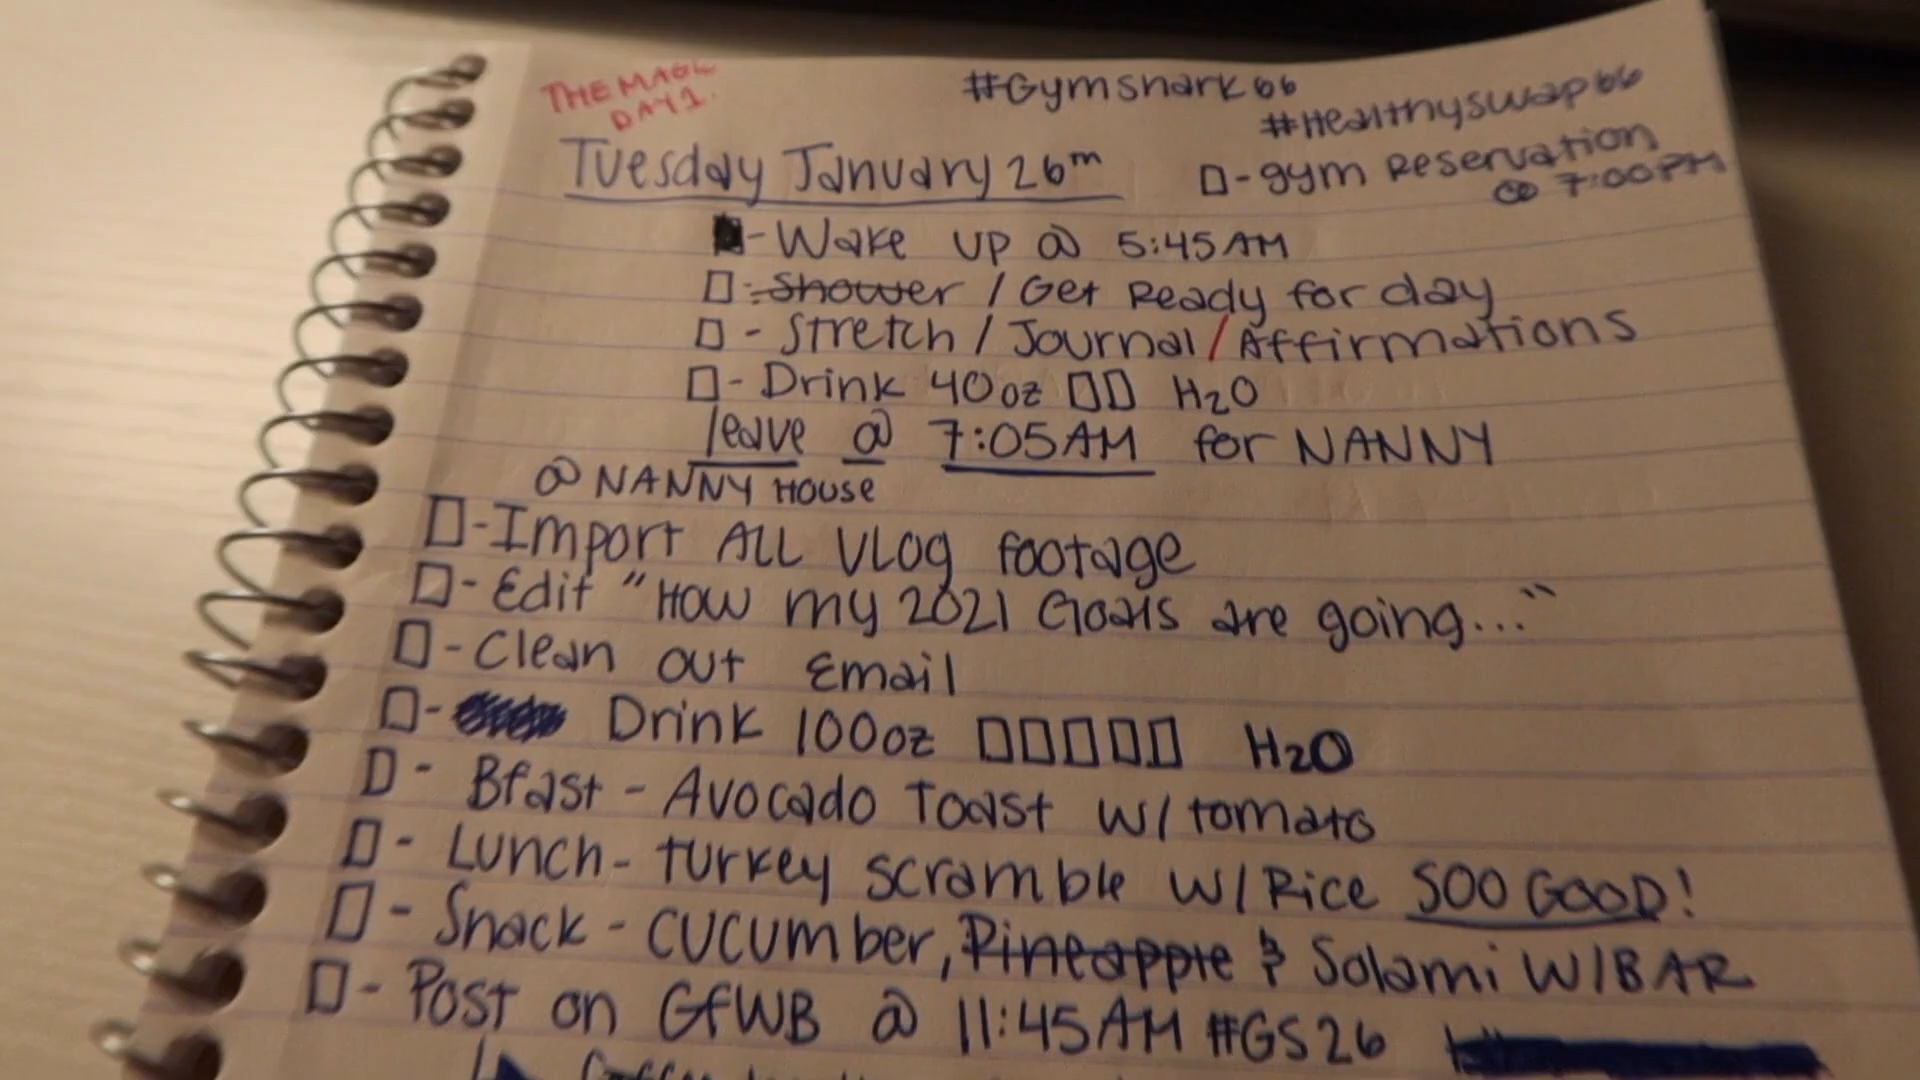 THE MAGIC
DAY 1.
#Gymshark66
#Healthyswap66
Tuesday January 26th
□-gym Reservation
@ 7:00PM
■-Wake up @ 5:45AM
□-Shower / Get Ready for day
□ - Stretch / Journal / Affirmations
□- Drink 40oz □□ H2O
leave @ 7:05AM for NANNY
@ NANNY House
□-Import ALL Vlog footage
□- Edit "How my 2021 Goals are going..."
□-Clean out Email
□- Drink 100oz □□□□□ H2O
□ - Bfast - Avocado Toast w/ tomato
□ - Lunch - turkey scramble w/ Rice SOO GOOD!
□ - Snack - cucumber, Pineapple & Salami W/BAR
□- Post on GFWB @ 11:45AM #GS26